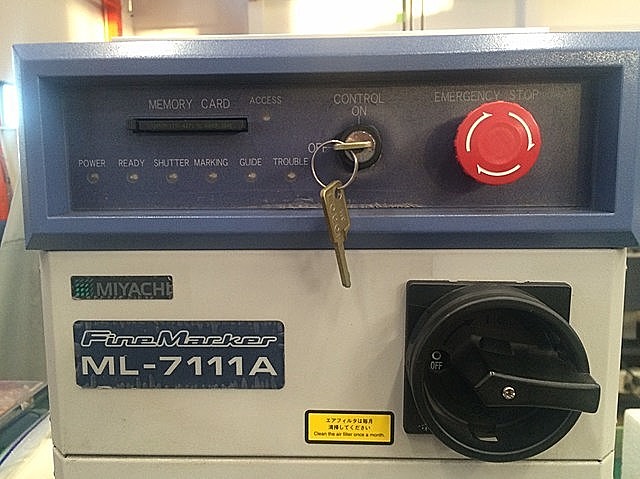 MEMORY CARD
ACCESS
CONTROL
ON
OFF
EMERGENCY STOP
POWER READY SHUTTER MARKING GUIDE TROUBLE
MIYACHI
FineMarker
ML-7111A
OFF
エアフィルタは毎月
清掃してください
Clean the air filter once a month.